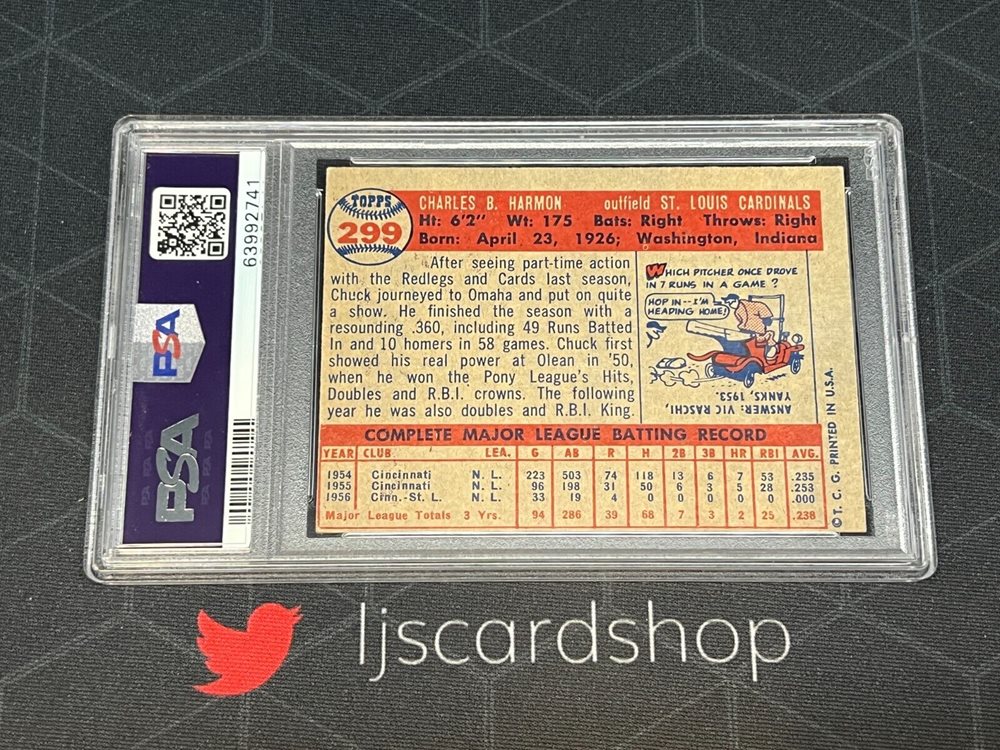 63992741
PSA
PSA
TOPPS
299
CHARLES B. HARMON outfield ST. LOUIS CARDINALS
Ht: 6'2" Wt: 175 Bats: Right Throws: Right
Born: April 23, 1926; Washington, Indiana
After seeing part-time action
with the Redlegs and Cards last season,
Chuck journeyed to Omaha and put on quite
a show. He finished the season with a
resounding .360, including 49 Runs Batted
In and 10 homers in 58 games. Chuck first
showed his real power at Olean in '50,
when he won the Pony League's Hits,
Doubles and R.B.I. crowns. The following
year he was also doubles and R.B.I. King.
WHICH PITCHER ONCE DROVE
IN 7 RUNS IN A GAME?
HOP IN--I'M
HEADING HOME!
ANSWER: VIC RASCHI,
YANKS, 1953.
COMPLETE MAJOR LEAGUE BATTING RECORD
YEAR CLUB LEA. G AB R H 2B 3B HR RBI AVG.
1954 Cincinnati N. L. 223 503 74 118 13 6 7 53 .235
1955 Cincinnati N. L. 96 198 31 50 6 3 5 28 .253
1956 Cinn.-St. L. N. L. 33 19 4 0 0 0 0 0 .000
Major League Totals 3 Yrs. 94 286 39 68 7 3 2 25 .238
© T. C. G. PRINTED IN U.S.A.
ljscardshop